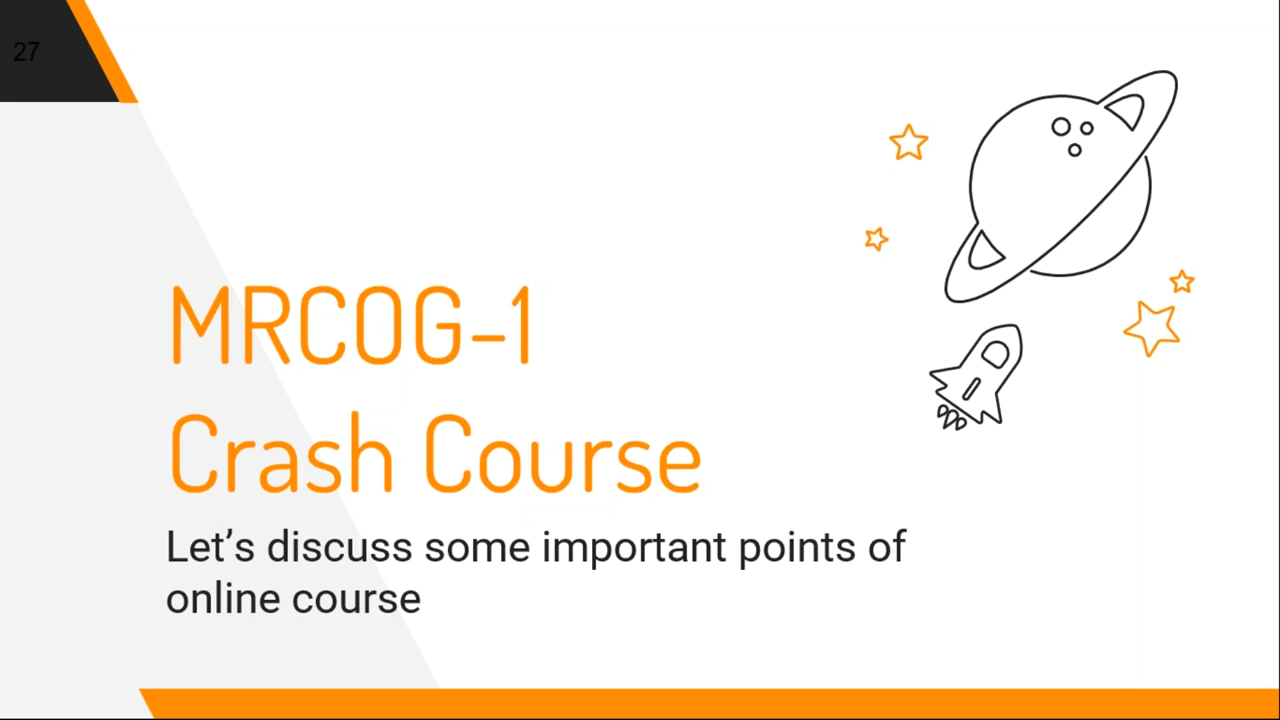 27
MRCOG-1
Crash Course
Let’s discuss some important points of
online course